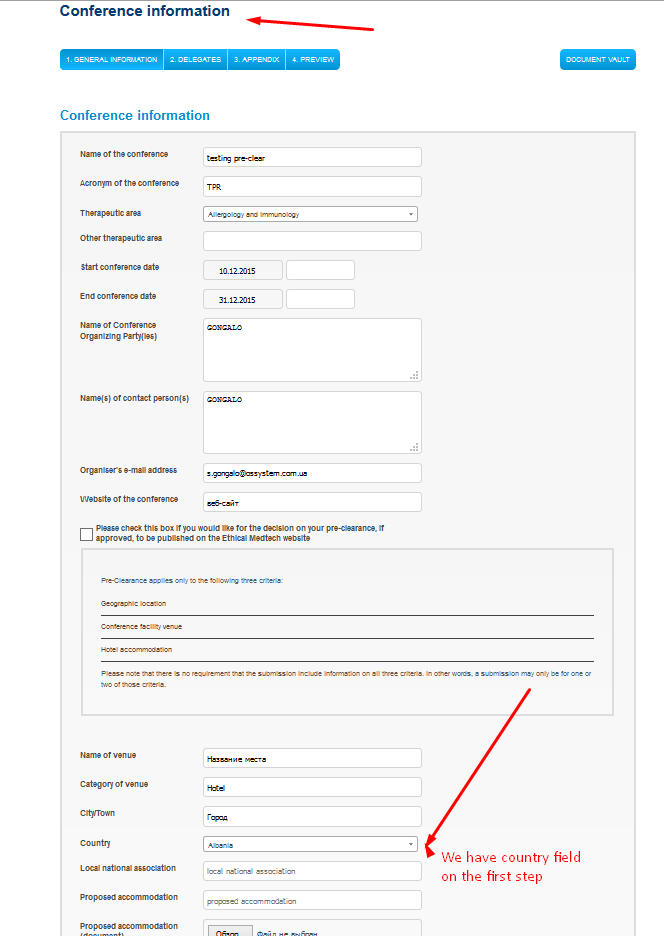 Conference information
1. GENERAL INFORMATION 2. DELEGATES 3. APPENDIX 4. PREVIEW DOCUMENT VAULT
Conference information
Name of the conference testing pre-clear
Acronym of the conference TPR
Therapeutic area Allergology and Immunology
Other therapeutic area
Start conference date 10.12.2015
End conference date 31.12.2015
Name of Conference GONGALO
Organizing Party(ies)
Name(s) of contact person(s) GONGALO
Organiser's e-mail address s.gongalo@ossystem.com.ua
Website of the conference веб-сайт
Please check this box if you would like for the decision on your pre-clearance, if
approved, to be published on the Ethical Medtech website
Pre-Clearance applies only to the following three criteria:
Geographic location
Conference facility venue
Hotel accommodation
Please note that there is no requirement that the submission include information on all three criteria. In other words, a submission may only be for one or
two of those criteria.
Name of venue Название места
Category of venue Hotel
City/Town Город
Country Albania
We have country field
on the first step
Local national association local national association
Proposed accommodation proposed accommodation
Proposed accommodation
(document) Обзор... Файл не выбран.